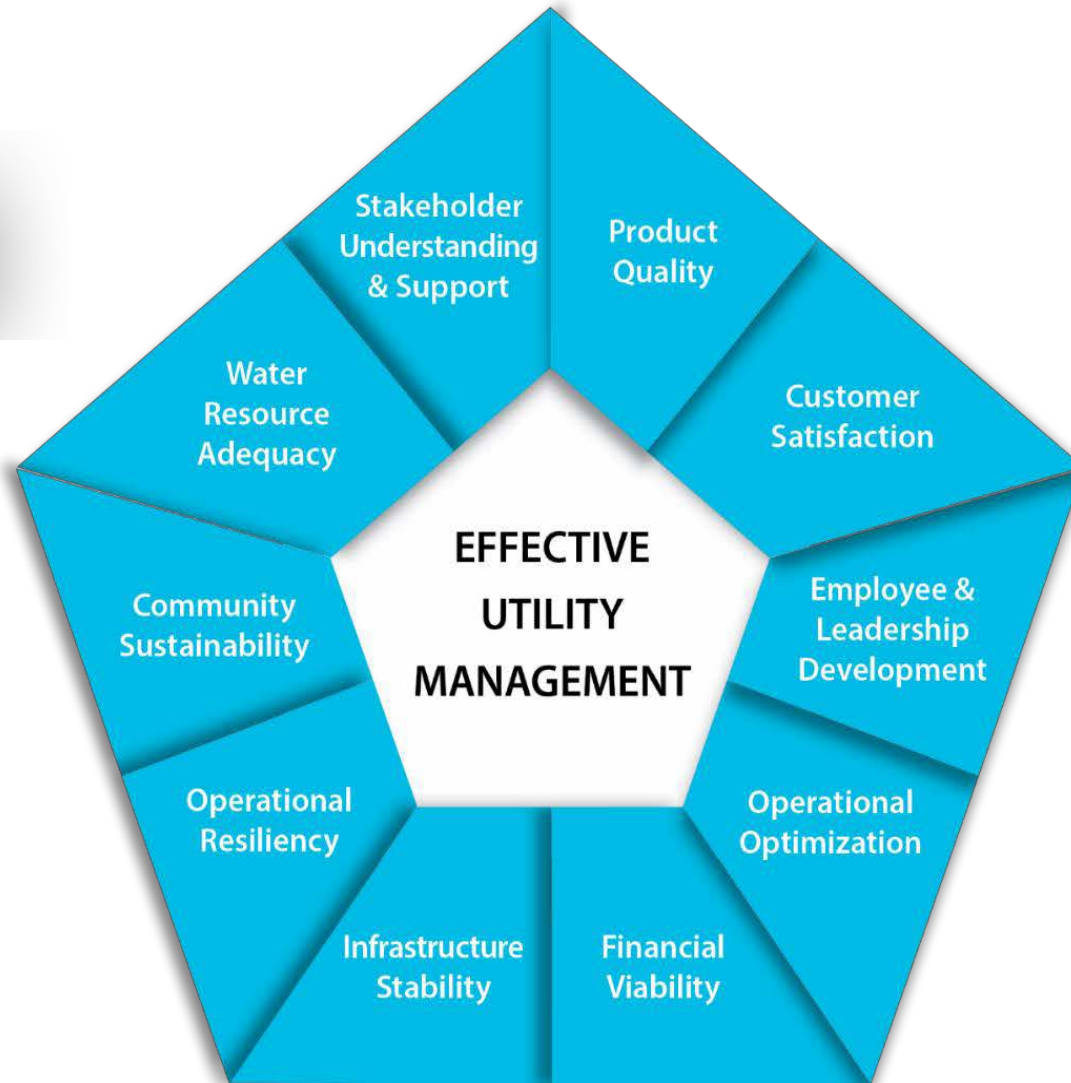 Stakeholder
Understanding
& Support
Product
Quality
Water
Resource
Adequacy
Customer
Satisfaction
EFFECTIVE
UTILITY
MANAGEMENT
Community
Sustainability
Employee &
Leadership
Development
Operational
Resiliency
Operational
Optimization
Infrastructure
Stability
Financial
Viability